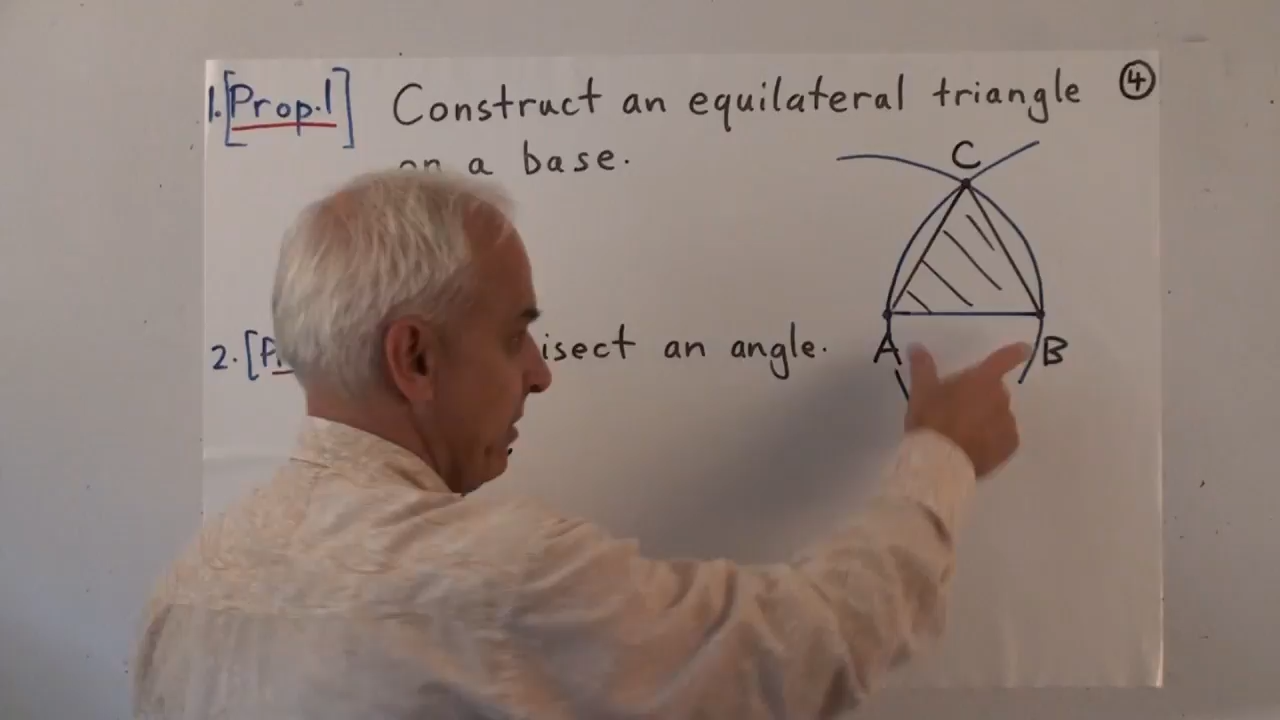 1. [Prop.1] Construct an equilateral triangle ④
on a base.
C
2. [P isect an angle.
A B